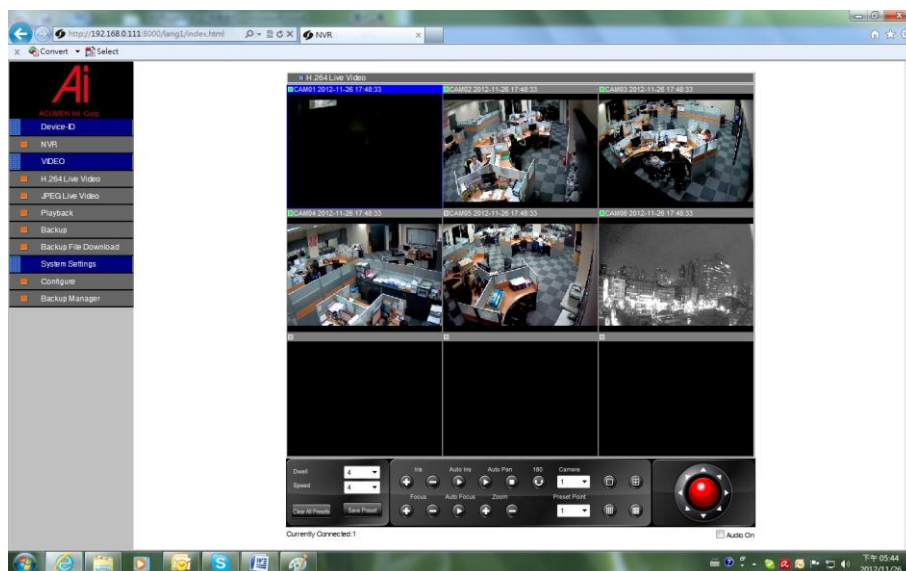 http://192.168.0.111:8000/lang1/index.html
NVR
Convert
Select
Ai
ACUMEN Int. Corp.
Device-ID
NVR
VIDEO
H.264 Live Video
JPEG Live Video
Playback
Backup
Backup File Download
System Settings
Configure
Backup Manager
H.264 Live Video
CAM01 2012-11-26 17:48:33
CAM02 2012-11-26 17:48:33
CAM03 2012-11-26 17:48:33
CAM04 2012-11-26 17:48:33
CAM05 2012-11-26 17:48:33
CAM06 2012-11-26 17:48:33
Dwell 4
Speed 4
Clear All Presets Save Preset
Iris Auto Iris Auto Pan 180 Camera
1
Focus Auto Focus Zoom Preset Point
1
Currently Connected:1
Audio On
下午 05:44
2012/11/26